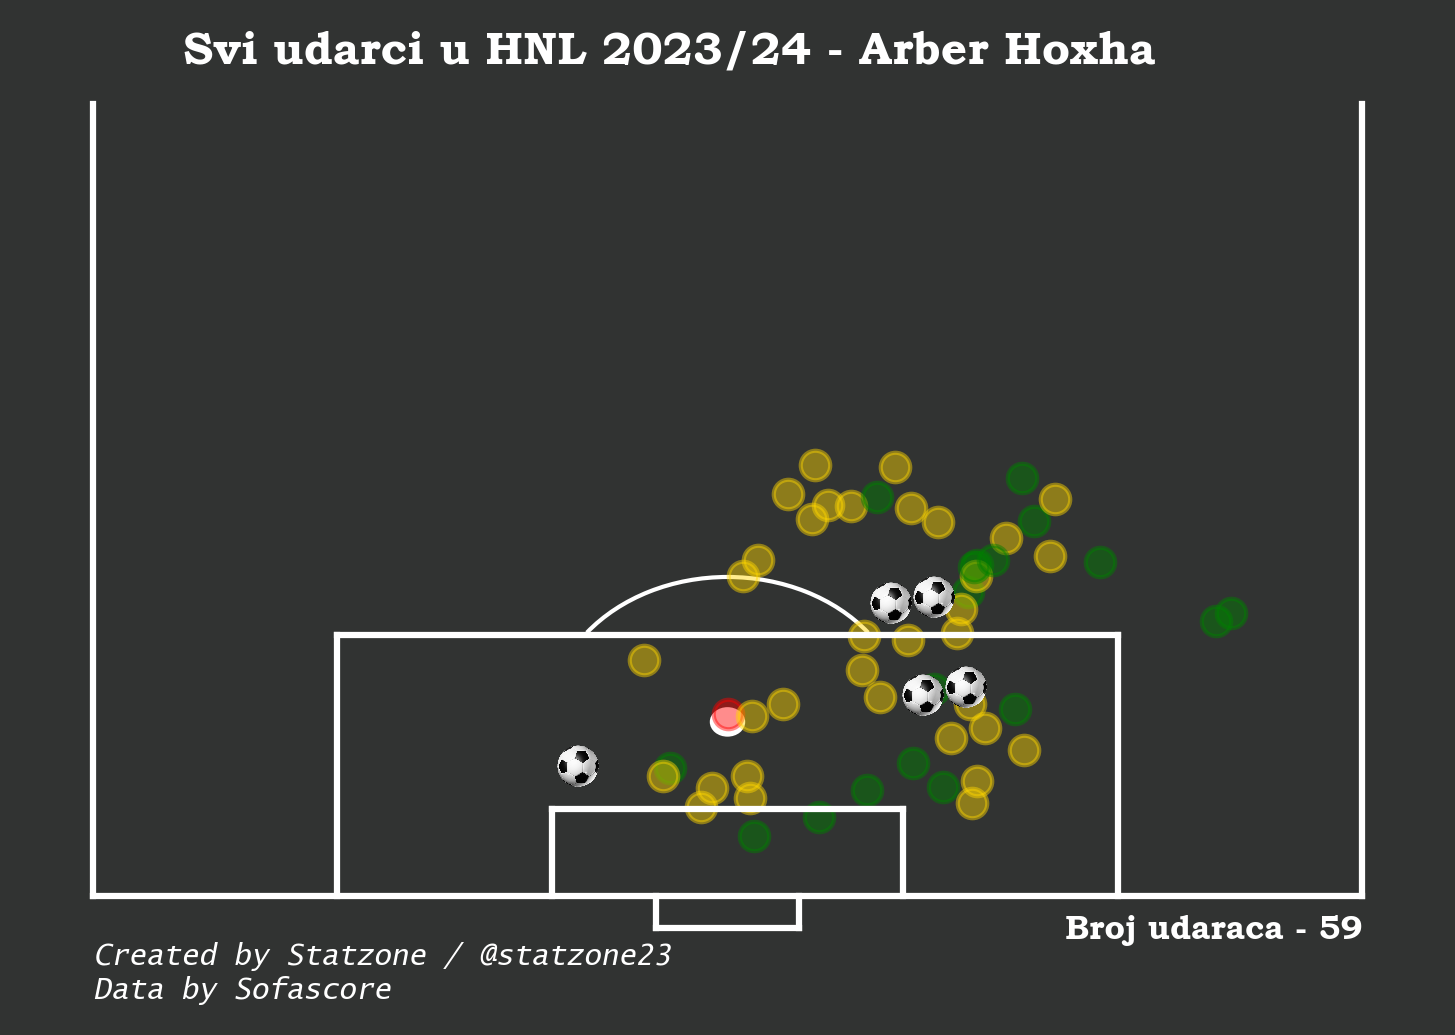 Svi udarci u HNL 2023/24 - Arber Hoxha
Broj udaraca - 59
Created by Statzone / @statzone23
Data by Sofascore